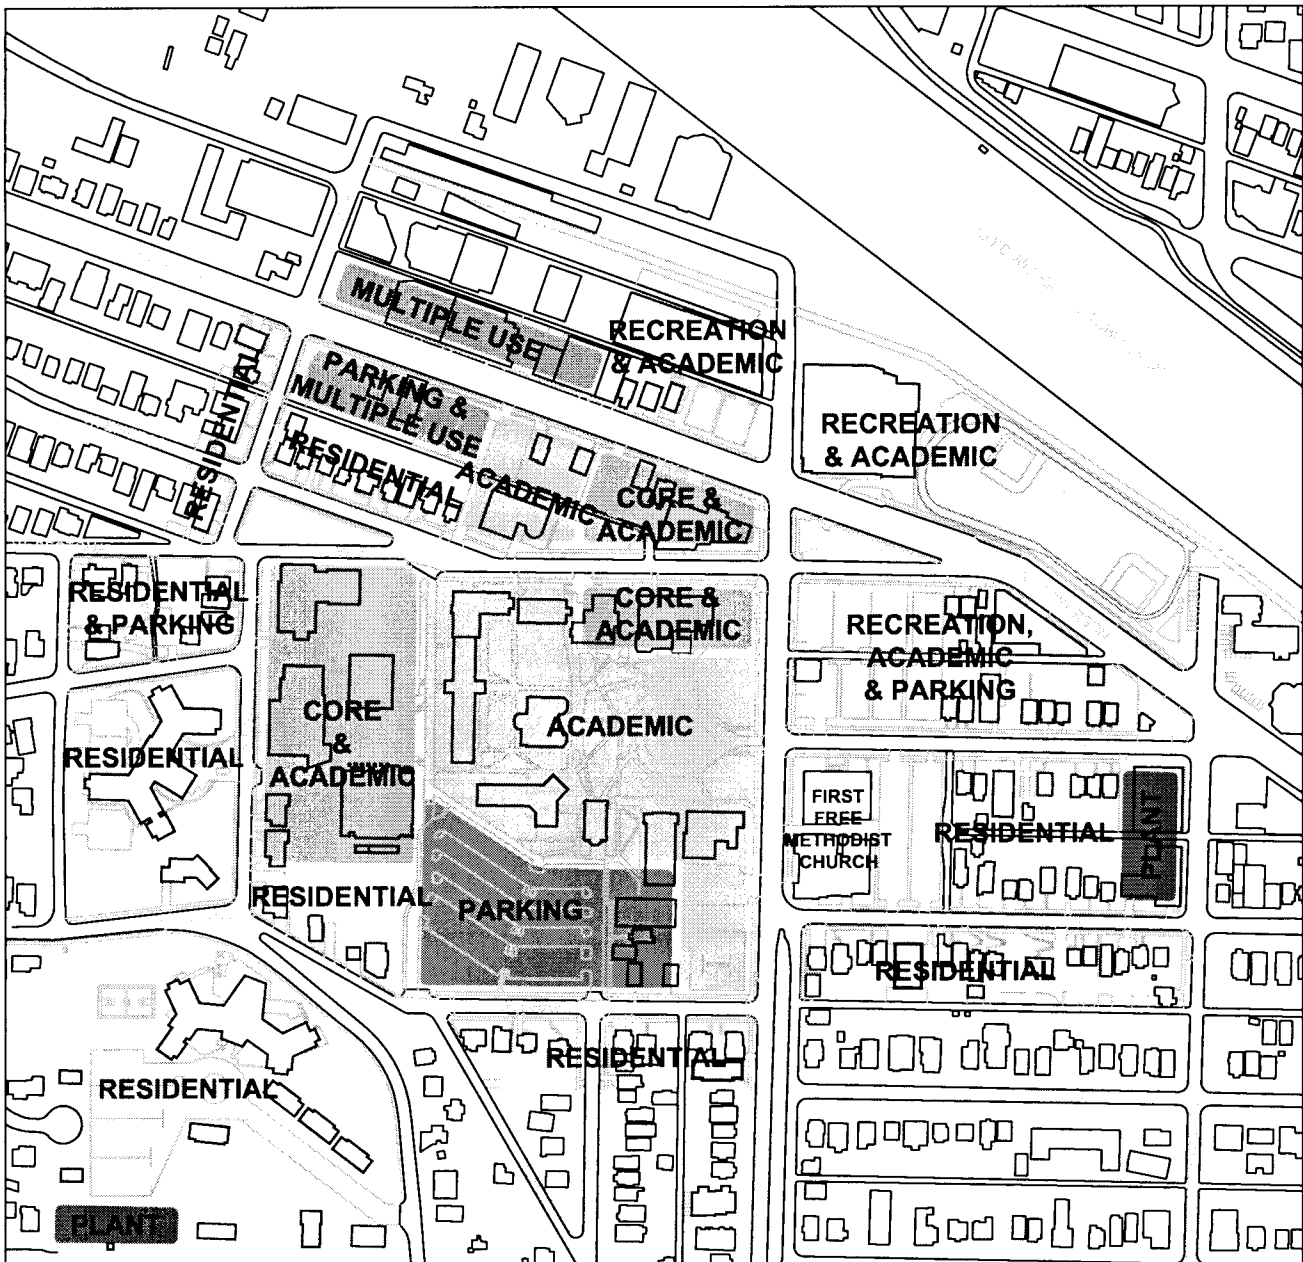 MULTIPLE USE
RECREATION
& ACADEMIC
PARKING &
MULTIPLE USE
RESIDENTIAL
RESIDENTIAL
ACADEMIC
RECREATION
& ACADEMIC
CORE &
ACADEMIC
RESIDENTIAL
& PARKING
CORE &
ACADEMIC
RECREATION,
ACADEMIC
& PARKING
CORE
&
ACADEMIC
ACADEMIC
RESIDENTIAL
FIRST
FREE
METHODIST
CHURCH
RESIDENTIAL
PLANT
RESIDENTIAL
PARKING
RESIDENTIAL
RESIDENTIAL
RESIDENTIAL
PLANT